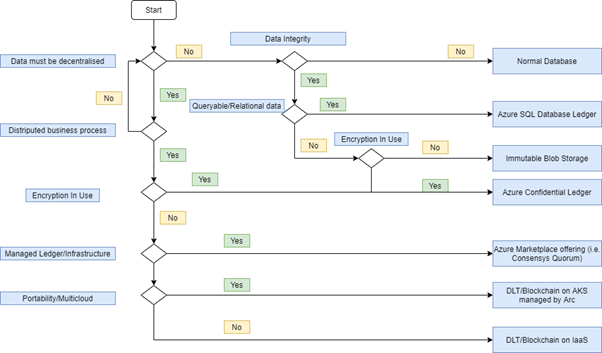 Start
Data Integrity
No
No
Data must be decentralised
Normal Database
Yes
Yes
No
Queryable/Relational data
Yes
Azure SQL Database Ledger
Distriputed business process
Encryption In Use
No
No
Yes
Immutable Blob Storage
Encryption In Use
Yes
Yes
Azure Confidential Ledger
No
Managed Ledger/Infrastructure
Yes
Azure Marketplace offering (i.e.
Consensys Quorum)
Portability/Multicloud
Yes
DLT/Blockchain on AKS
managed by Arc
No
DLT/Blockchain on IaaS